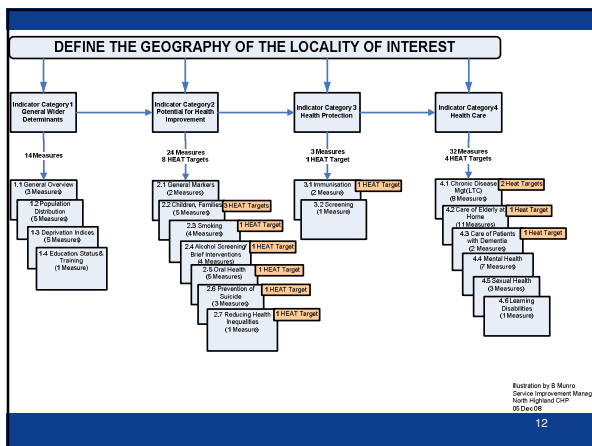 DEFINE THE GEOGRAPHY OF THE LOCALITY OF INTEREST
Indicator Category1
General Wider
Determinants
Indicator Category2
Potential for Health
Improvement
Indicator Category 3
Health Protection
Indicator Category4
Health Care
14 Measures
24 Measures
8 HEAT Targets
3 Measures
1 HEAT Target
32 Measures
4 HEAT Targets
1.1 General Overview
(3 Measures)
1.2 Population
Distribution
(5 Measures)
1-3 Deprivation Indices
(5 Measures)
1-4 Education, Status &
Training
(1 Measure)
2.1 General Markers
(2 Measures)
2.2 Children, Families
(5 Measures)
3 HEAT Targets
2.3 Smoking
(4 Measures)
1 HEAT Target
2.4 Alcohol Screening/
Brief Interventions
(4 Measures)
1 HEAT Target
2-5 Oral Health
(5 Measures)
1 HEAT Target
2.6 Prevention of
Suicide
(3 Measures)
1 HEAT Target
2.7 Reducing Health
Inequalities
(1 Measure)
1 HEAT Target
3.1 Immunisation
(2 Measures)
1 HEAT Target
3.2 Screening
(1 Measure)
4.1 Chronic Disease
Mgt(LTC)
(8 Measures)
2 Heat Targets
4.2 Care of Elderly at
Home
(11 Measures)
1 HEAT Target
4.3 Care of Patients
with Dementia
(2 Measures)
1 HEAT Target
4.4 Mental Health
(7 Measures)
4.5 Sexual Health
(3 Measures)
4.6 Learning
Disabilities
(1 Measure)
Illustration by B Munro
Service Improvement Manag
North Highland CHP
05 Dec 08
12